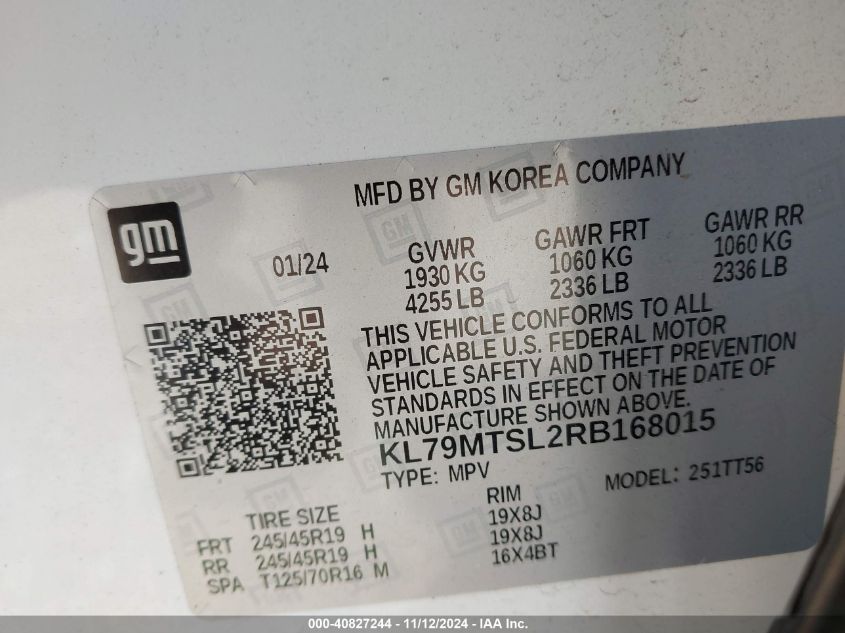 MFD BY GM KOREA COMPANY
gm
01/24
GVWR
1930 KG
4255 LB
GAWR FRT
1060 KG
2336 LB
GAWR RR
1060 KG
2336 LB
THIS VEHICLE CONFORMS TO ALL
APPLICABLE U.S. FEDERAL MOTOR
VEHICLE SAFETY AND THEFT PREVENTION
STANDARDS IN EFFECT ON THE DATE OF
MANUFACTURE SHOWN ABOVE.
KL79MTSL2RB168015
TYPE: MPV MODEL: 251TT56
TIRE SIZE RIM
FRT 245/45R19 H 19X8J
RR 245/45R19 H 19X8J
SPA T125/70R16 M 16X4BT
000-40827244 - 11/12/2024 - IAA Inc.